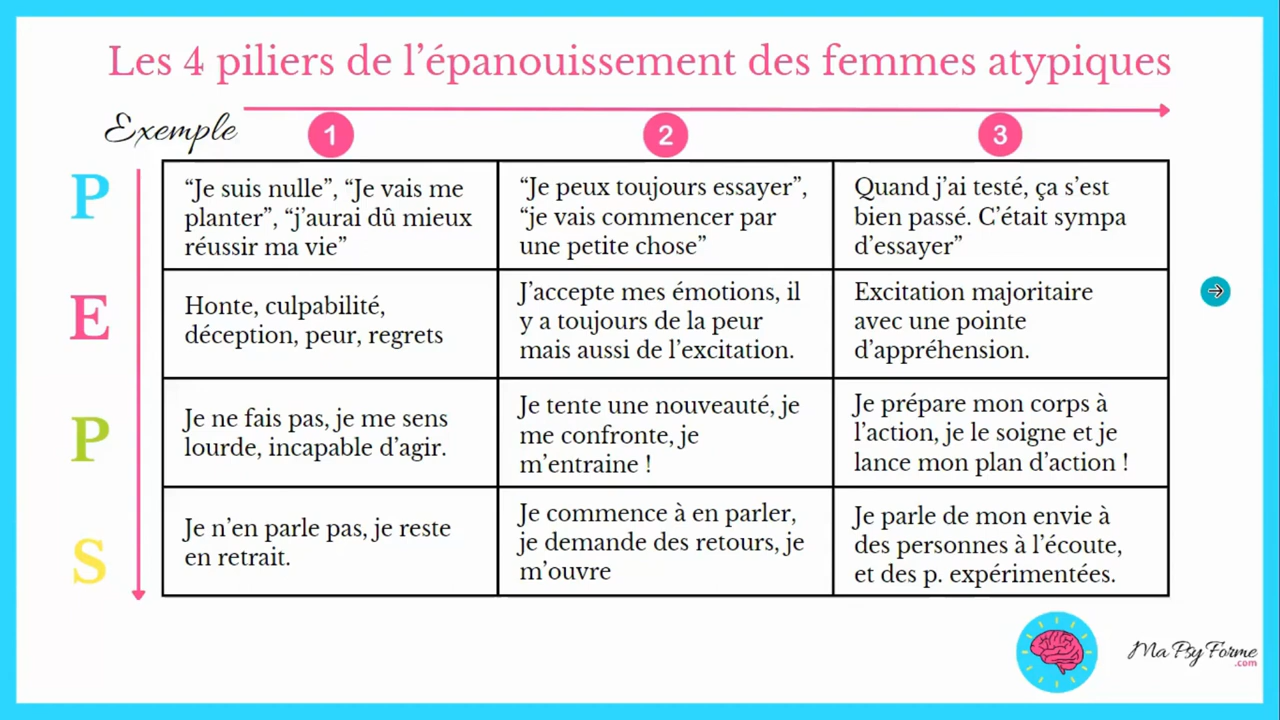 Les 4 piliers de l’épanouissement des femmes atypiques
Exemple
1
2
3
P
“Je suis nulle”, “Je vais me
planter”, “j’aurai dû mieux
réussir ma vie”
“Je peux toujours essayer”,
“je vais commencer par
une petite chose”
Quand j’ai testé, ça s’est
bien passé. C’était sympa
d’essayer”
E
Honte, culpabilité,
déception, peur, regrets
J’accepte mes émotions, il
y a toujours de la peur
mais aussi de l’excitation.
Excitation majoritaire
avec une pointe
d’appréhension.
P
Je ne fais pas, je me sens
lourde, incapable d’agir.
Je tente une nouveauté, je
me confronte, je
m’entraine !
Je prépare mon corps à
l’action, je le soigne et je
lance mon plan d’action !
S
Je n’en parle pas, je reste
en retrait.
Je commence à en parler,
je demande des retours, je
m’ouvre
Je parle de mon envie à
des personnes à l’écoute,
et des p. expérimentées.
Ma Psy Forme
.com